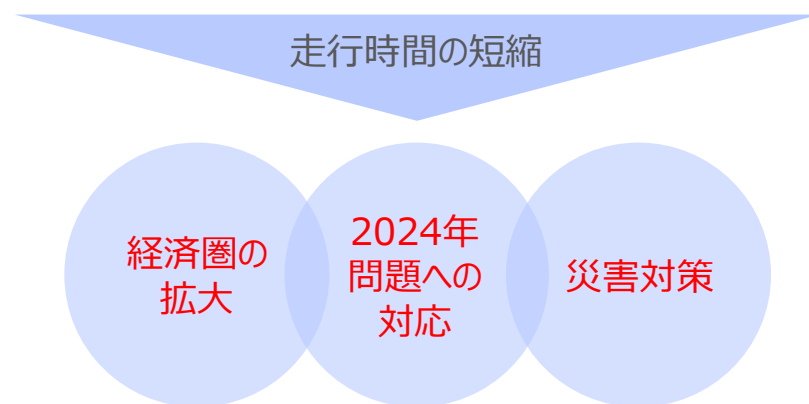 走行時間の短縮
経済圏の
拡大
2024年
問題への
対応
災害対策